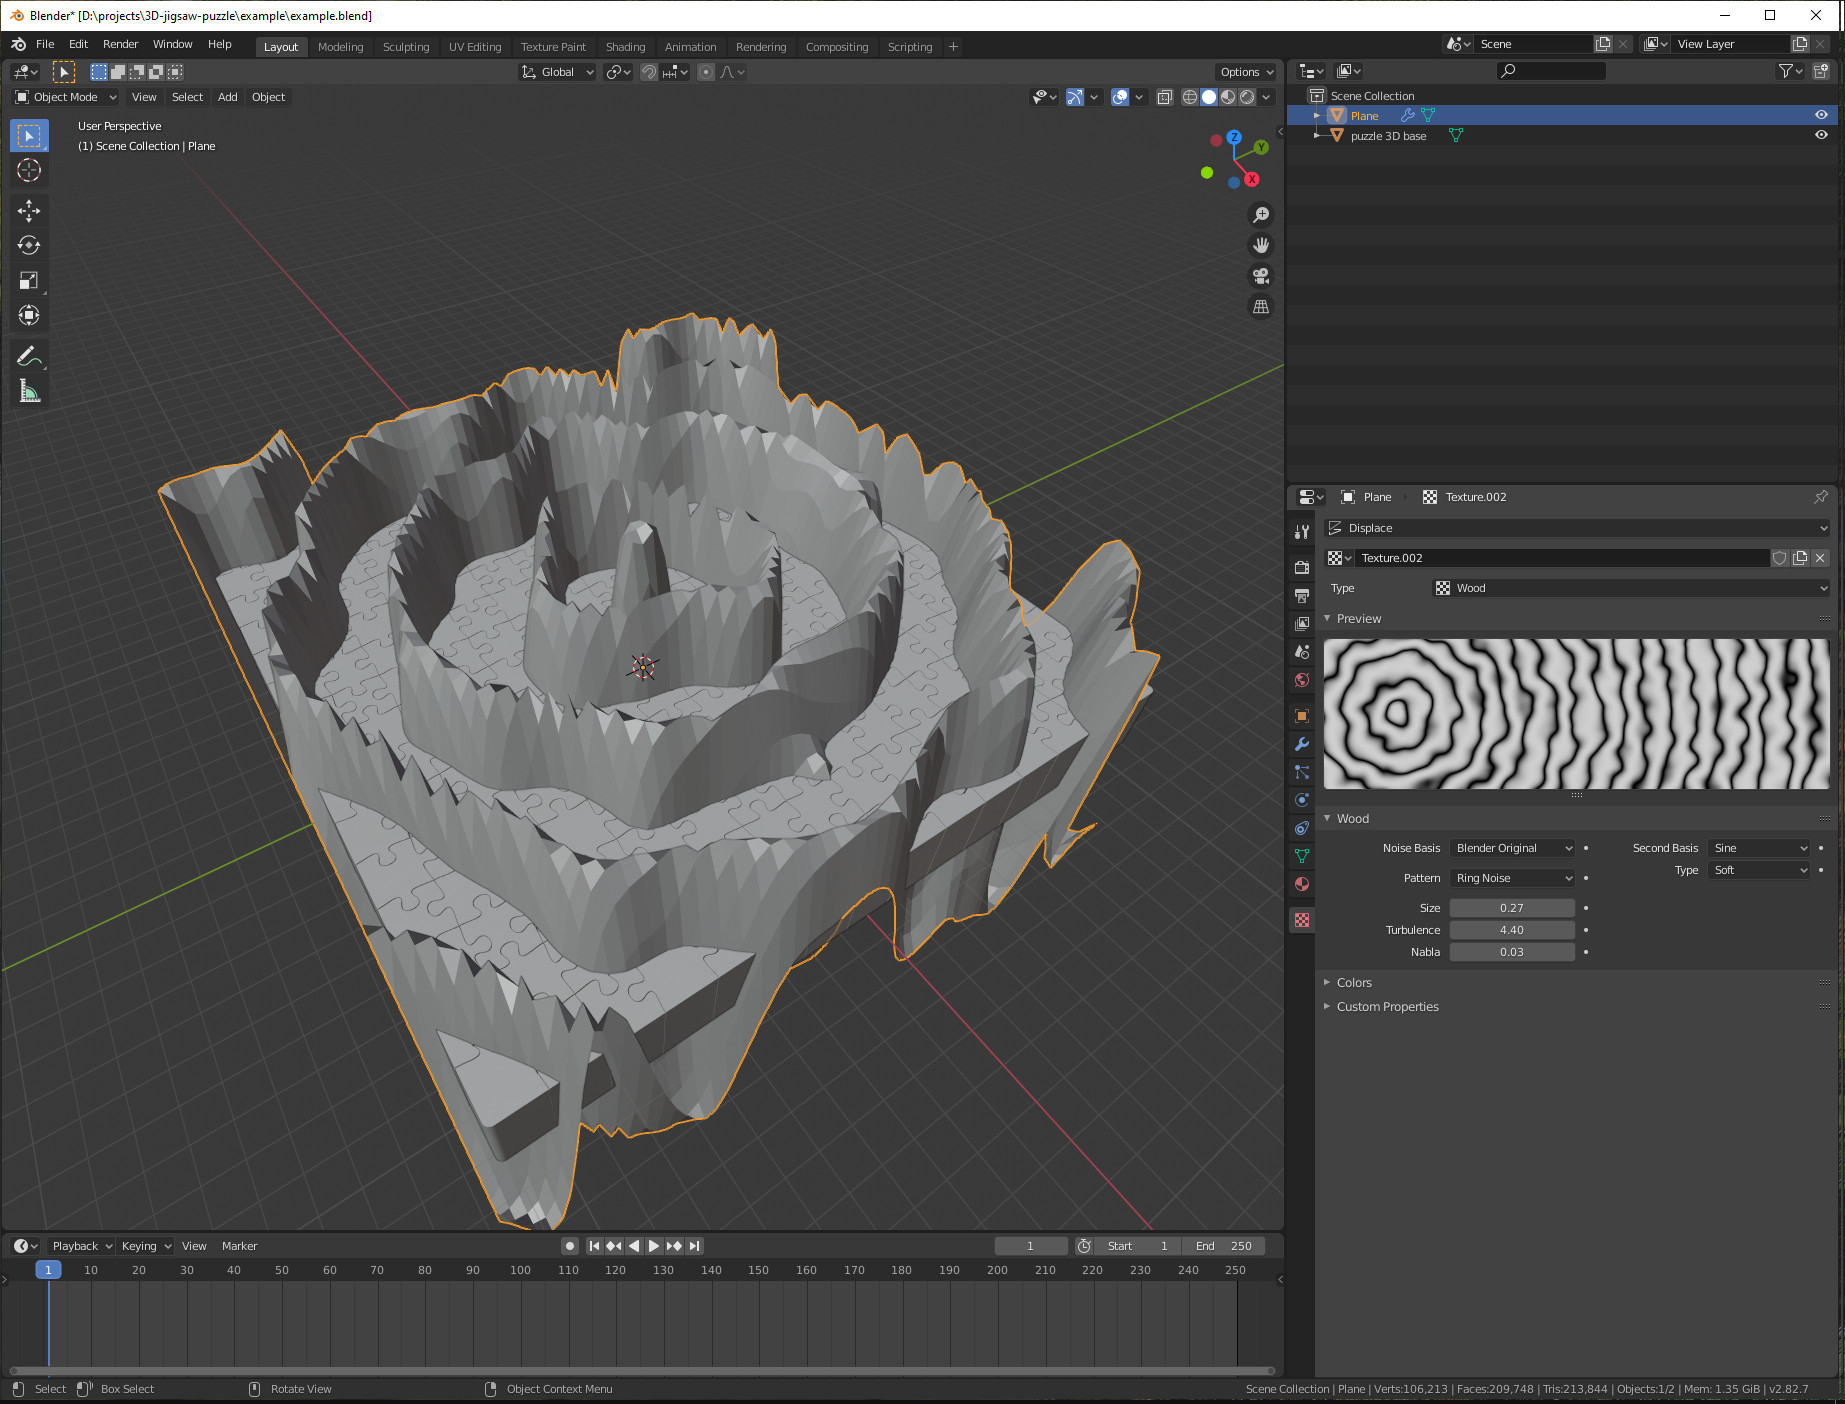 Blender* [D:\projects\3D-jigsaw-puzzle\example\example.blend]
File Edit Render Window Help Layout Modeling Sculpting UV Editing Texture Paint Shading Animation Rendering Compositing Scripting + Scene View Layer
Global Options
Object Mode View Select Add Object
User Perspective
(1) Scene Collection | Plane
Z
Y
X
Scene Collection
Plane
puzzle 3D base
Plane Texture.002
Displace
Texture.002
Type Wood
Preview
Wood
Noise Basis Blender Original Second Basis Sine
Type Soft
Pattern Ring Noise
Size 0.27
Turbulence 4.40
Nabla 0.03
Colors
Custom Properties
Playback Keying View Marker 1 Start 1 End 250
1 10 20 30 40 50 60 70 80 90 100 110 120 130 140 150 160 170 180 190 200 210 220 230 240 250
Select Box Select Rotate View Object Context Menu Scene Collection | Plane | Verts:106,213 | Faces:209,748 | Tris:213,844 | Objects:1/2 | Mem: 1.35 GiB | v2.82.7